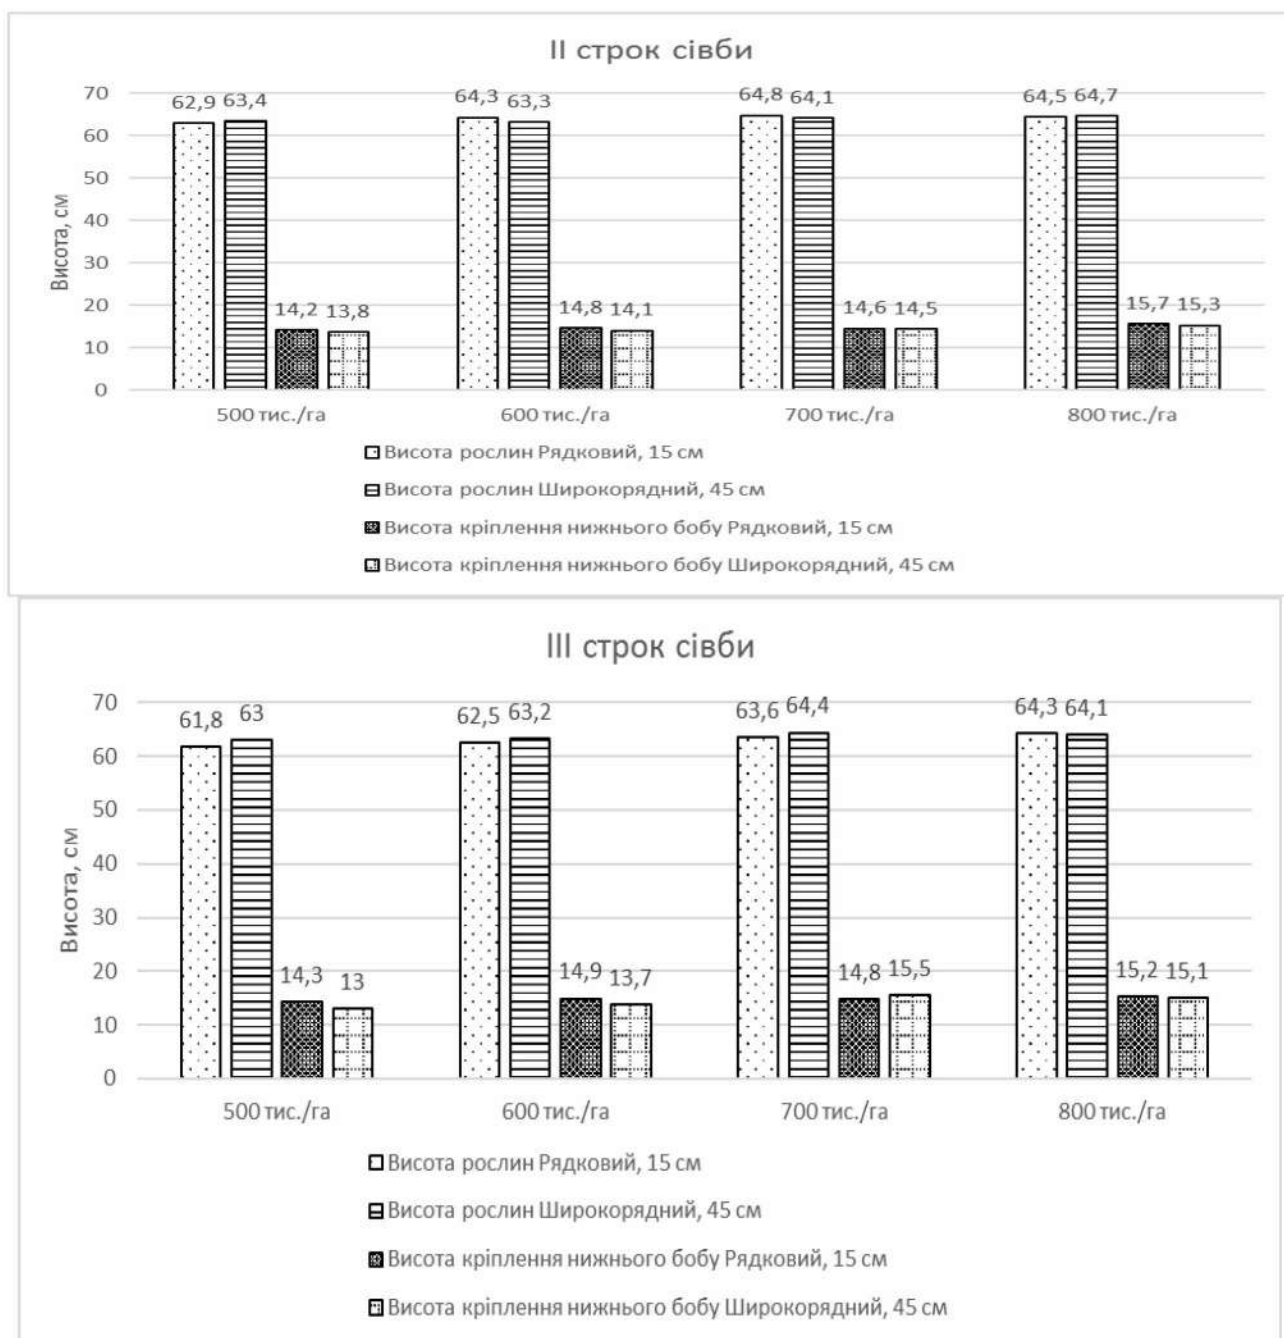 II строк сівби
70
60
50
40
30
20
10
0
Висота, см
62,9 63,4 14,2 13,8
64,3 63,3 14,8 14,1
64,8 64,1 14,6 14,5
64,5 64,7 15,7 15,3
500 тис./га 600 тис./га 700 тис./га 800 тис./га
Висота рослин Рядковий, 15 см
Висота рослин Широкорядний, 45 см
Висота кріплення нижнього бобу Рядковий, 15 см
Висота кріплення нижнього бобу Широкорядний, 45 см
III строк сівби
70
60
50
40
30
20
10
0
Висота, см
61,8 63 14,3 13
62,5 63,2 14,9 13,7
63,6 64,4 14,8 15,5
64,3 64,1 15,2 15,1
500 тис./га 600 тис./га 700 тис./га 800 тис./га
Висота рослин Рядковий, 15 см
Висота рослин Широкорядний, 45 см
Висота кріплення нижнього бобу Рядковий, 15 см
Висота кріплення нижнього бобу Широкорядний, 45 см